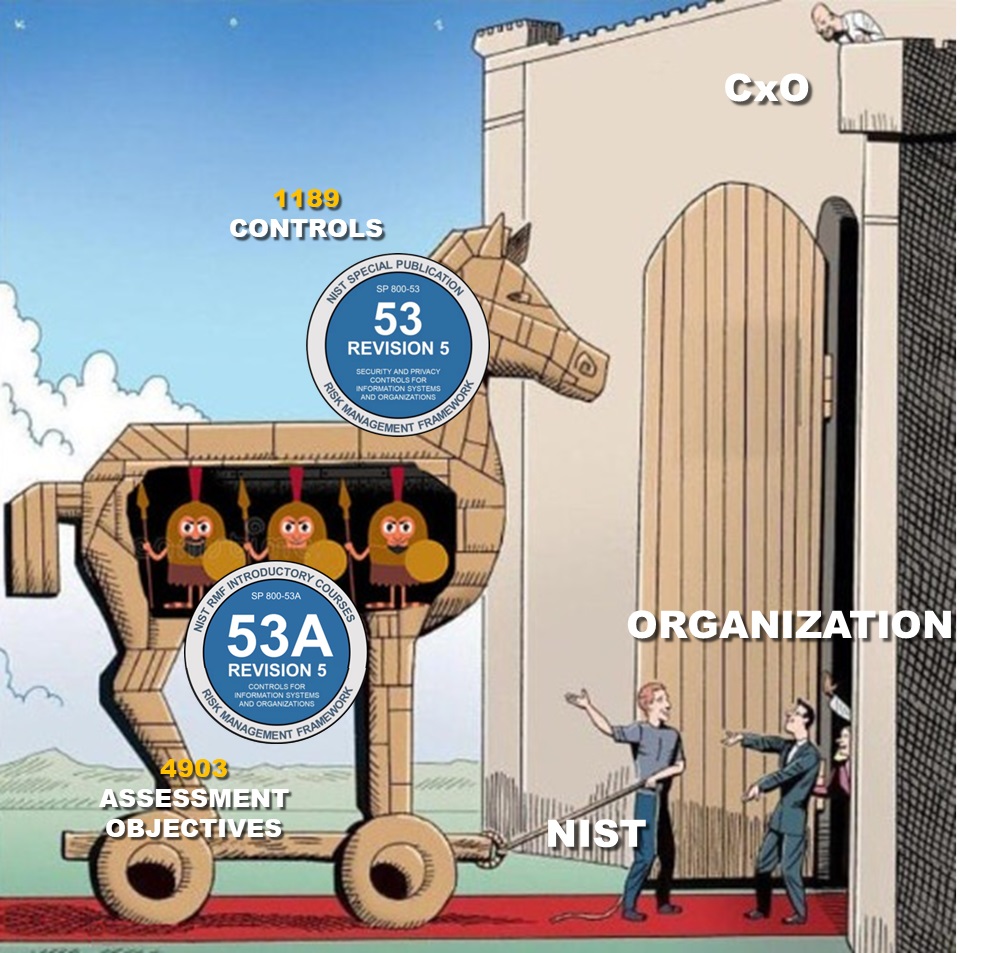 CxO
1189
CONTROLS
NIST SPECIAL PUBLICATION
SP 800-53
53
REVISION 5
SECURITY AND PRIVACY
CONTROLS FOR
INFORMATION SYSTEMS
AND ORGANIZATIONS
RISK MANAGEMENT FRAMEWORK
NIST RMF INTRODUCTORY COURSES
SP 800-53A
53A
REVISION 5
CONTROLS FOR
INFORMATION SYSTEMS
AND ORGANIZATIONS
RISK MANAGEMENT FRAMEWORK
ORGANIZATION
4903
ASSESSMENT
OBJECTIVES
NIST